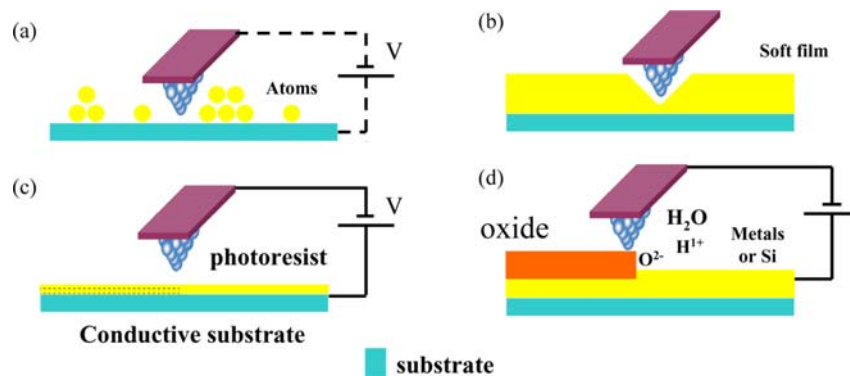 (a)
V
Atoms
(b)
Soft film
(c)
V
photoresist
Conductive substrate
(d)
oxide
H₂O
H¹⁺
O²⁻
Metals
or Si
substrate